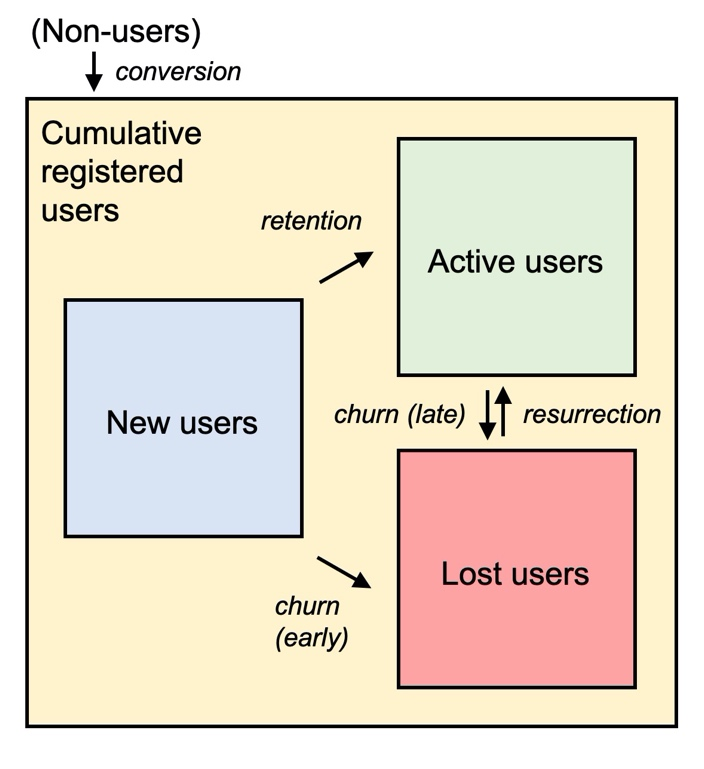 (Non-users)
conversion
Cumulative
registered
users
retention
Active users
New users
churn (late)
resurrection
Lost users
churn
(early)